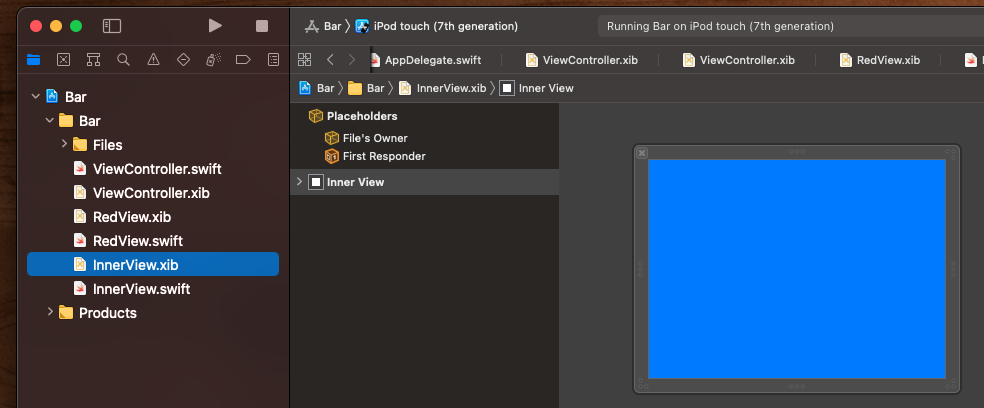 Bar
iPod touch (7th generation)
Running Bar on iPod touch (7th generation)
AppDelegate.swift
ViewController.xib
ViewController.xib
RedView.xib
Bar
Bar
InnerView.xib
Inner View
Bar
Bar
Files
ViewController.swift
ViewController.xib
RedView.xib
RedView.swift
InnerView.xib
InnerView.swift
Products
Placeholders
File's Owner
First Responder
Inner View